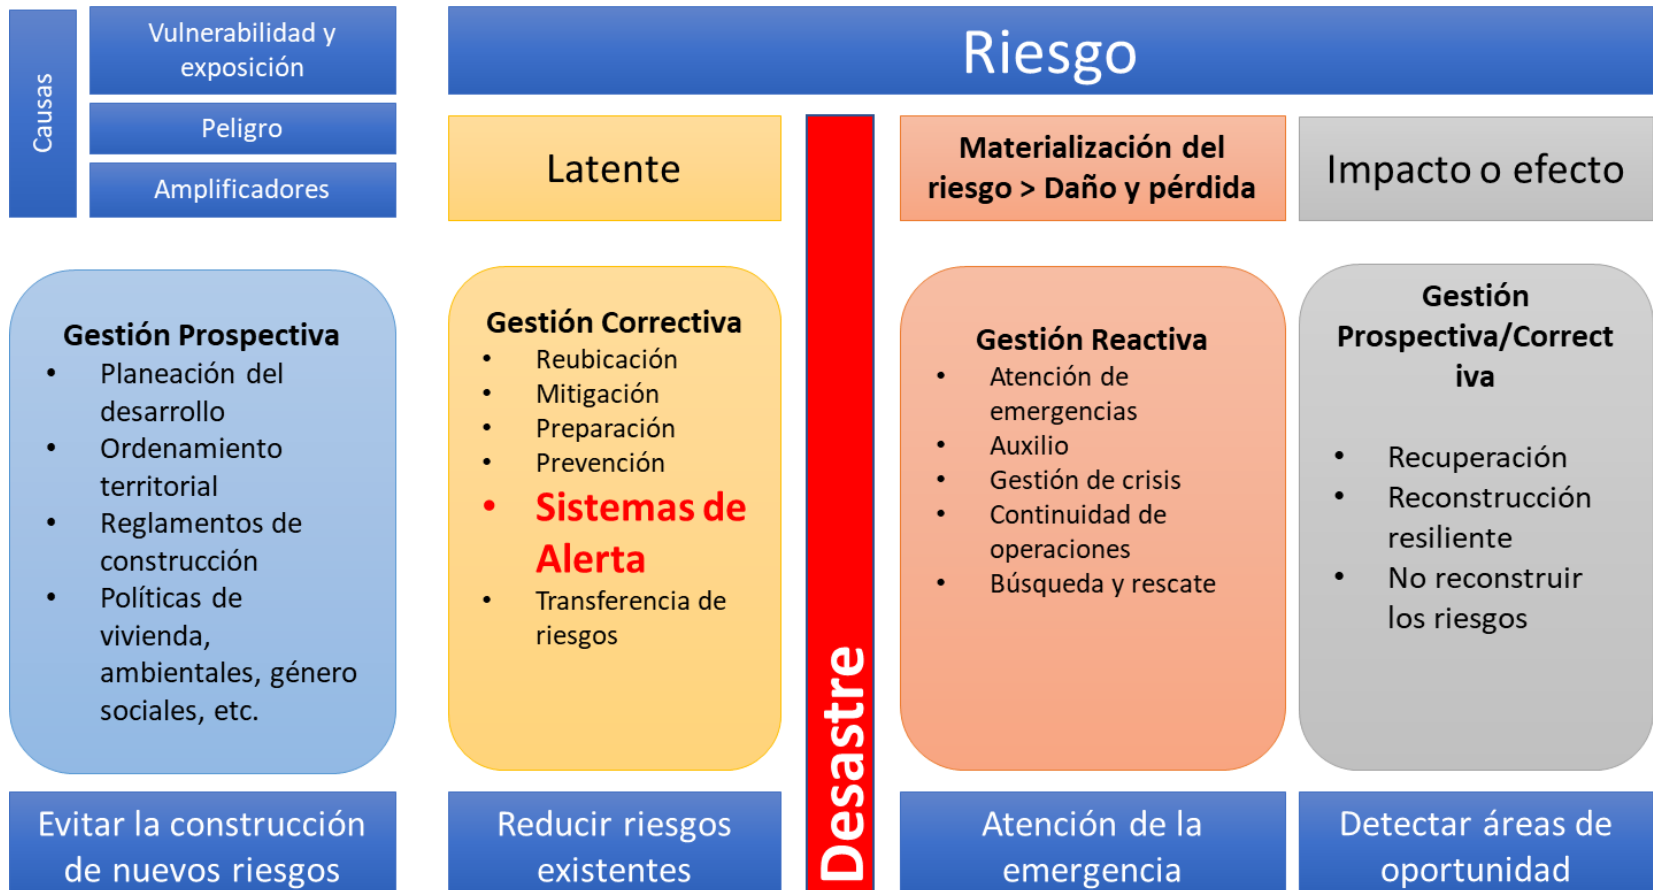 Causas
Vulnerabilidad y
exposición
Peligro
Amplificadores
Riesgo
Latente
Materialización del
riesgo > Daño y pérdida
Impacto o efecto
Gestión Prospectiva
• Planeación del
desarrollo
• Ordenamiento
territorial
• Reglamentos de
construcción
• Políticas de
vivienda,
ambientales, género
sociales, etc.
Evitar la construcción
de nuevos riesgos
Gestión Correctiva
• Reubicación
• Mitigación
• Preparación
• Prevención
• Sistemas de
Alerta
• Transferencia de
riesgos
Reducir riesgos
existentes
Desastre
Gestión Reactiva
• Atención de
emergencias
• Auxilio
• Gestión de crisis
• Continuidad de
operaciones
• Búsqueda y rescate
Atención de la
emergencia
Gestión
Prospectiva/Correct
iva
• Recuperación
• Reconstrucción
resiliente
• No reconstruir
los riesgos
Detectar áreas de
oportunidad